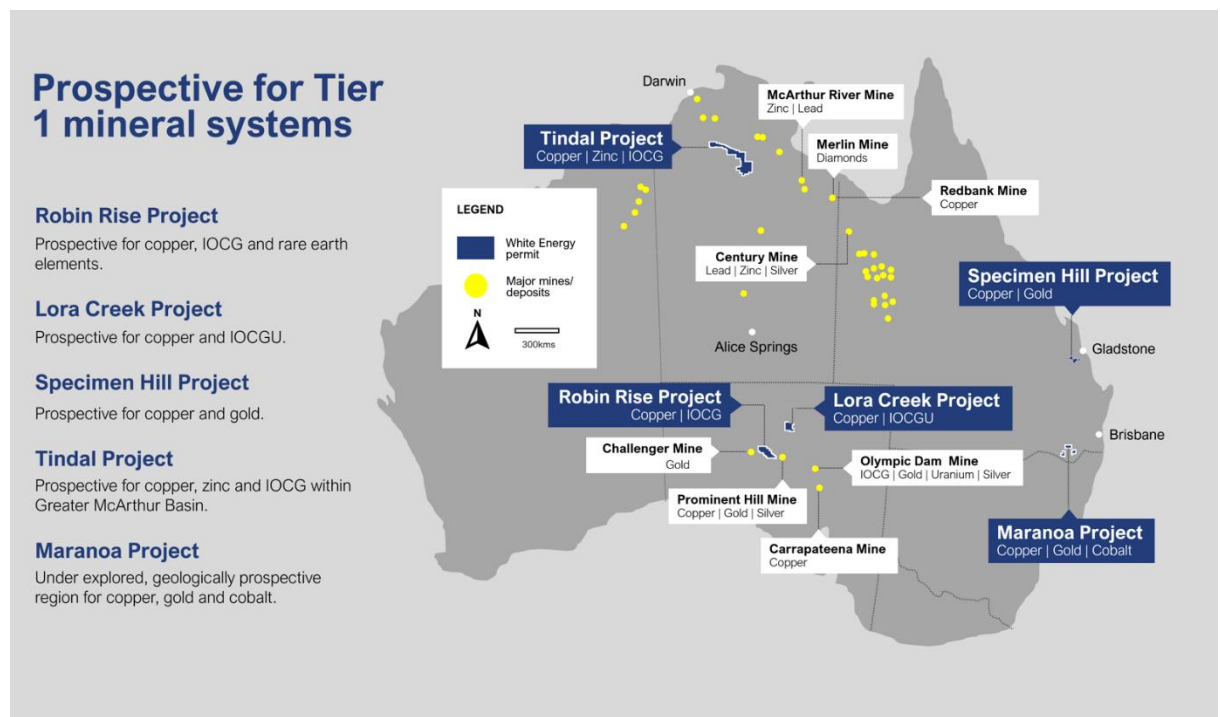 Prospective for Tier
1 mineral systems
Robin Rise Project
Prospective for copper, IOCG and rare earth
elements.
Lora Creek Project
Prospective for copper and IOCGU.
Specimen Hill Project
Prospective for copper and gold.
Tindal Project
Prospective for copper, zinc and IOCG within
Greater McArthur Basin.
Maranoa Project
Under explored, geologically prospective
region for copper, gold and cobalt.
Darwin
McArthur River Mine
Zinc | Lead
Tindal Project
Copper | Zinc | IOCG
Merlin Mine
Diamonds
Redbank Mine
Copper
LEGEND
White Energy
permit
Major mines/
deposits
N
300kms
Century Mine
Lead | Zinc | Silver
Specimen Hill Project
Copper | Gold
Alice Springs
Gladstone
Robin Rise Project
Copper | IOCG
Lora Creek Project
Copper | IOCGU
Brisbane
Challenger Mine
Gold
Olympic Dam Mine
IOCG | Gold | Uranium | Silver
Prominent Hill Mine
Copper | Gold | Silver
Maranoa Project
Copper | Gold | Cobalt
Carrapateena Mine
Copper